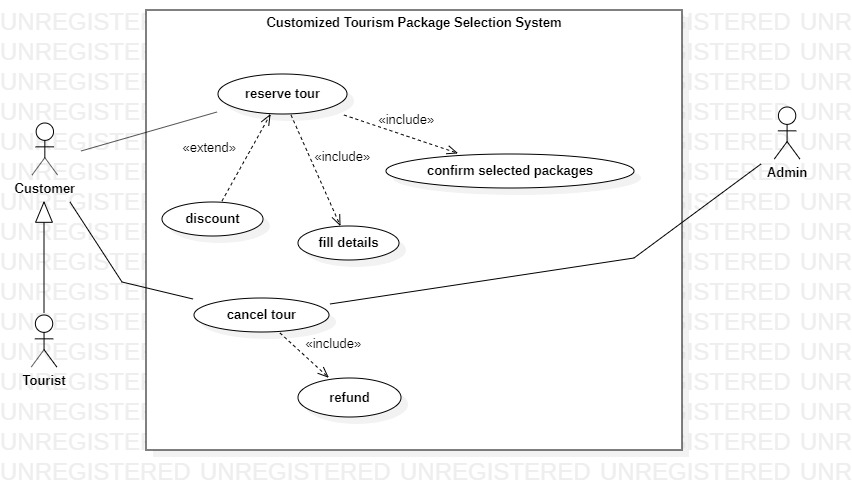 Customized Tourism Package Selection System
reserve tour
«include»
«extend»
«include»
confirm selected packages
Customer
Admin
discount
fill details
cancel tour
«include»
Tourist
refund
UNREGISTERED UNREGISTERED UNREGISTERED UNREGISTERED UNR